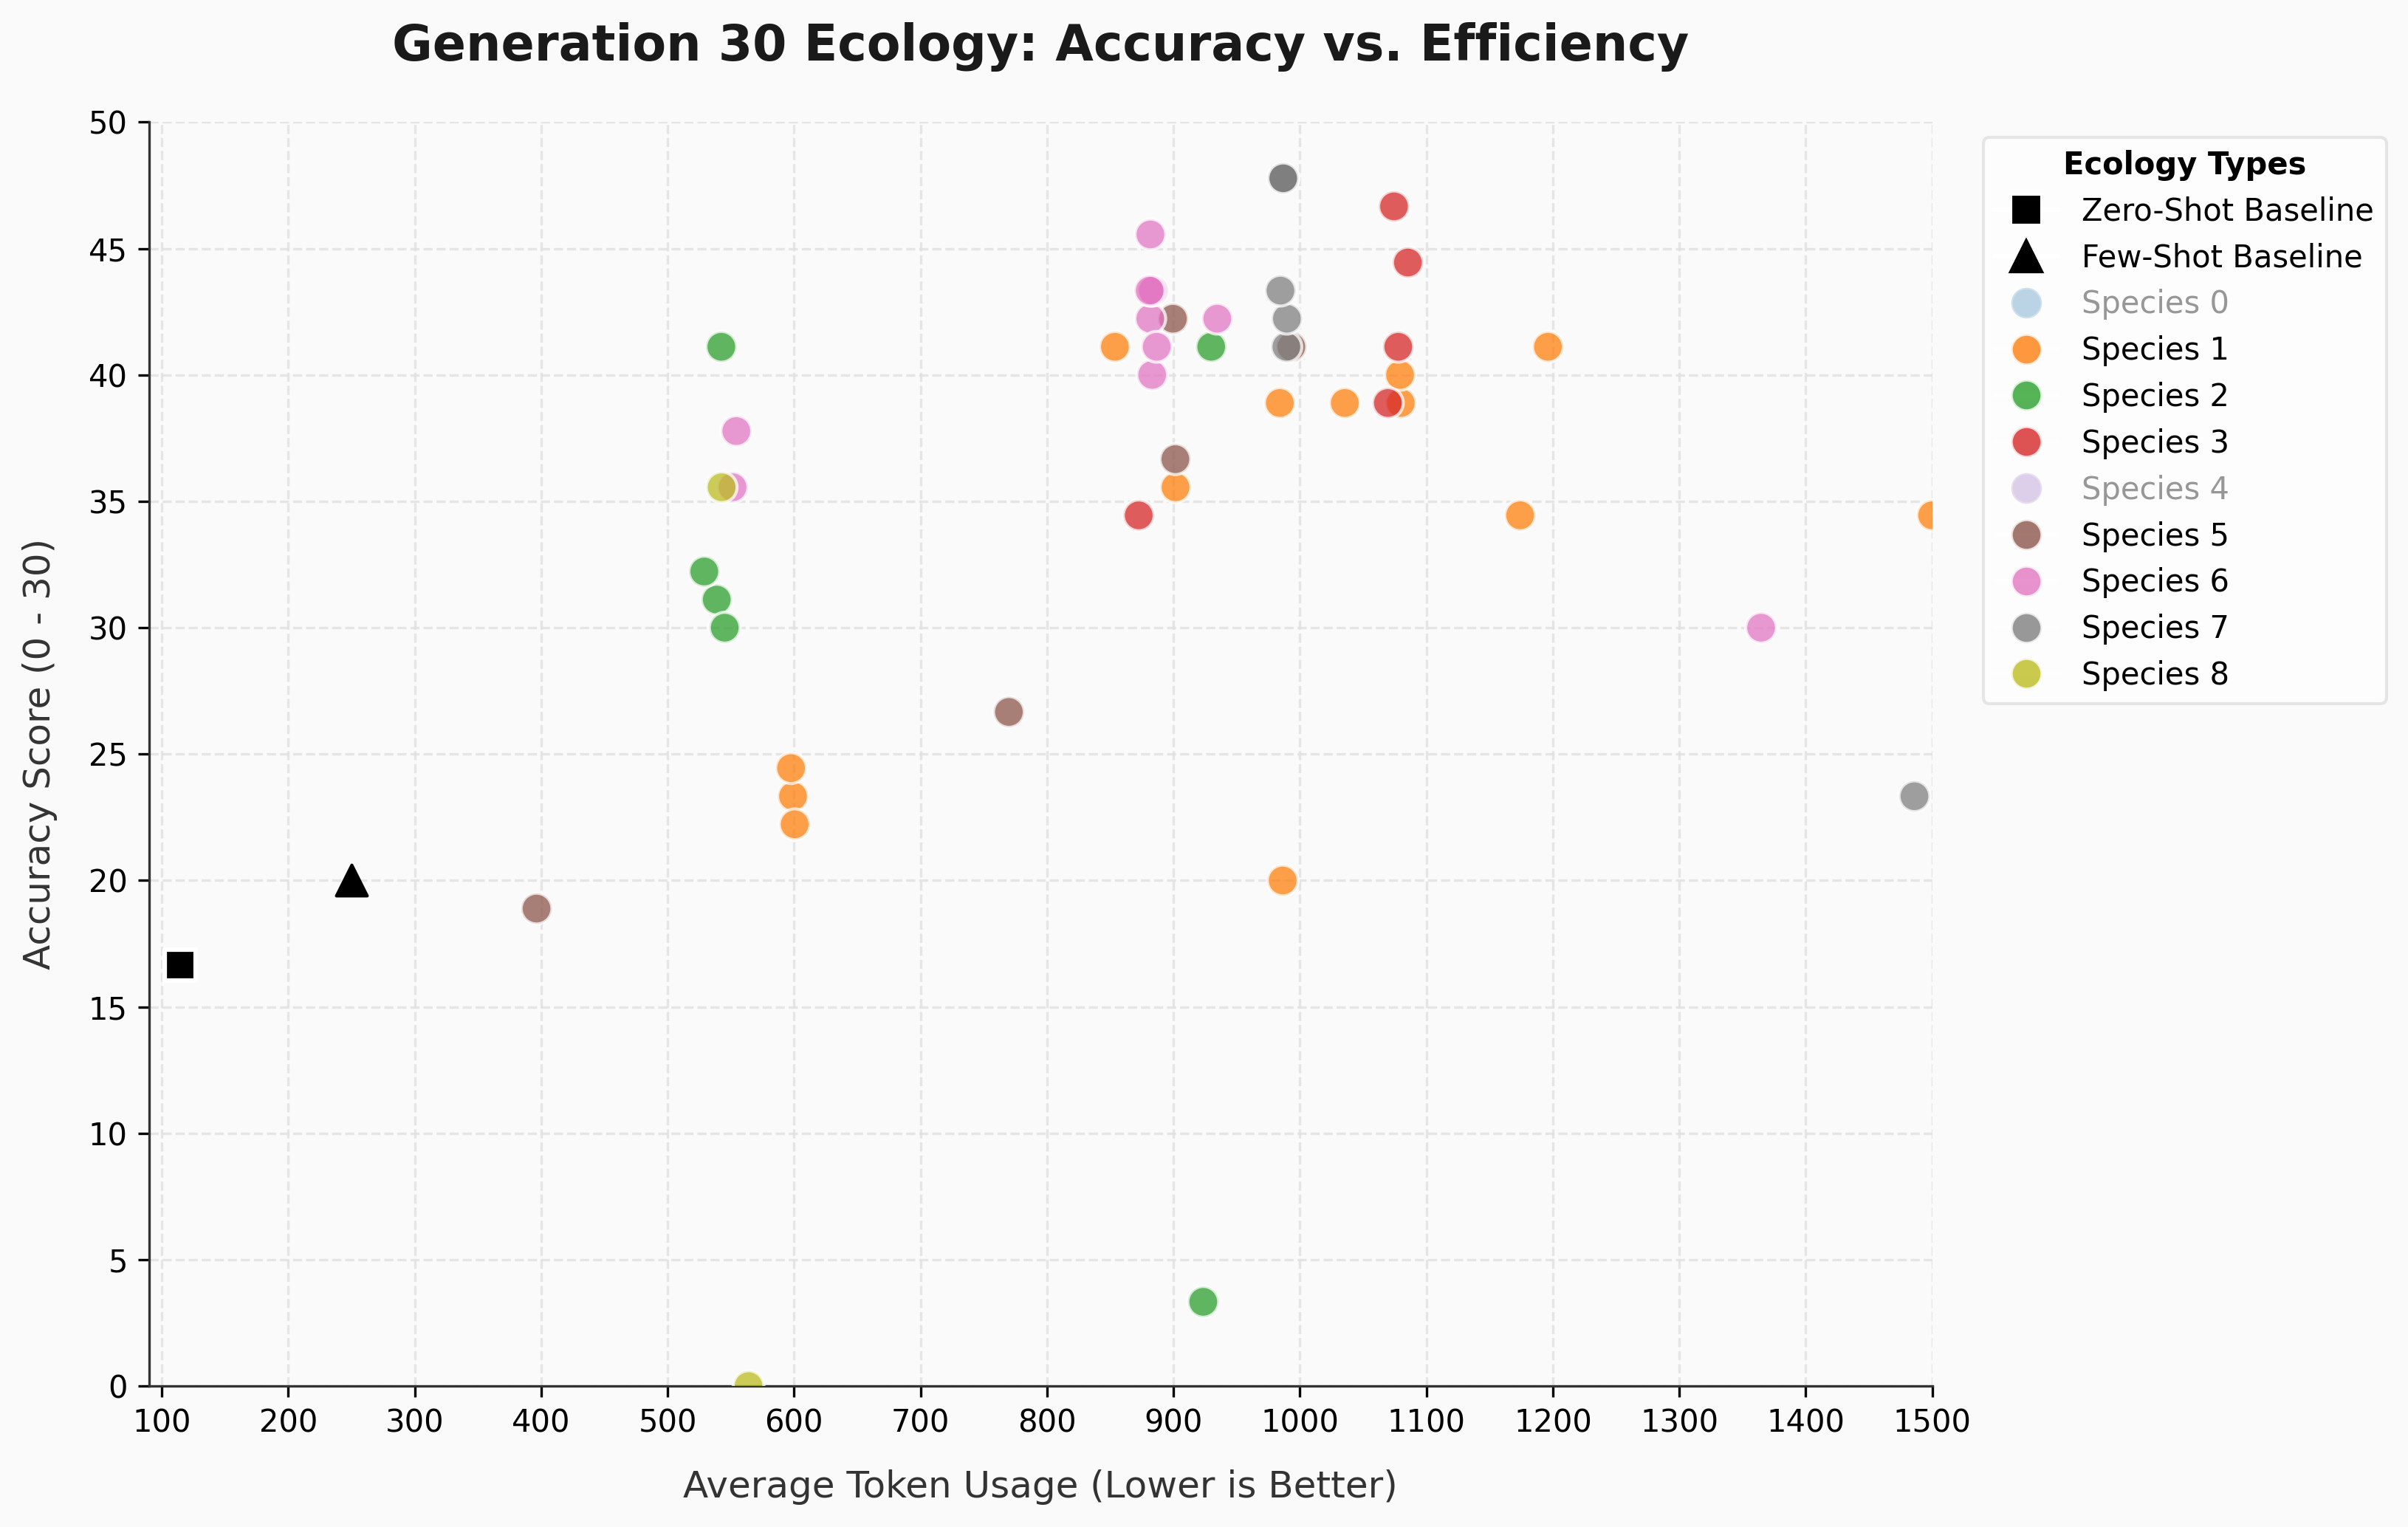 Generation 30 Ecology: Accuracy vs. Efficiency
50
45
40
35
30
25
20
15
10
5
0
Accuracy Score (0 - 30)
100 200 300 400 500 600 700 800 900 1000 1100 1200 1300 1400 1500
Average Token Usage (Lower is Better)
Ecology Types
Zero-Shot Baseline
Few-Shot Baseline
Species 0
Species 1
Species 2
Species 3
Species 4
Species 5
Species 6
Species 7
Species 8